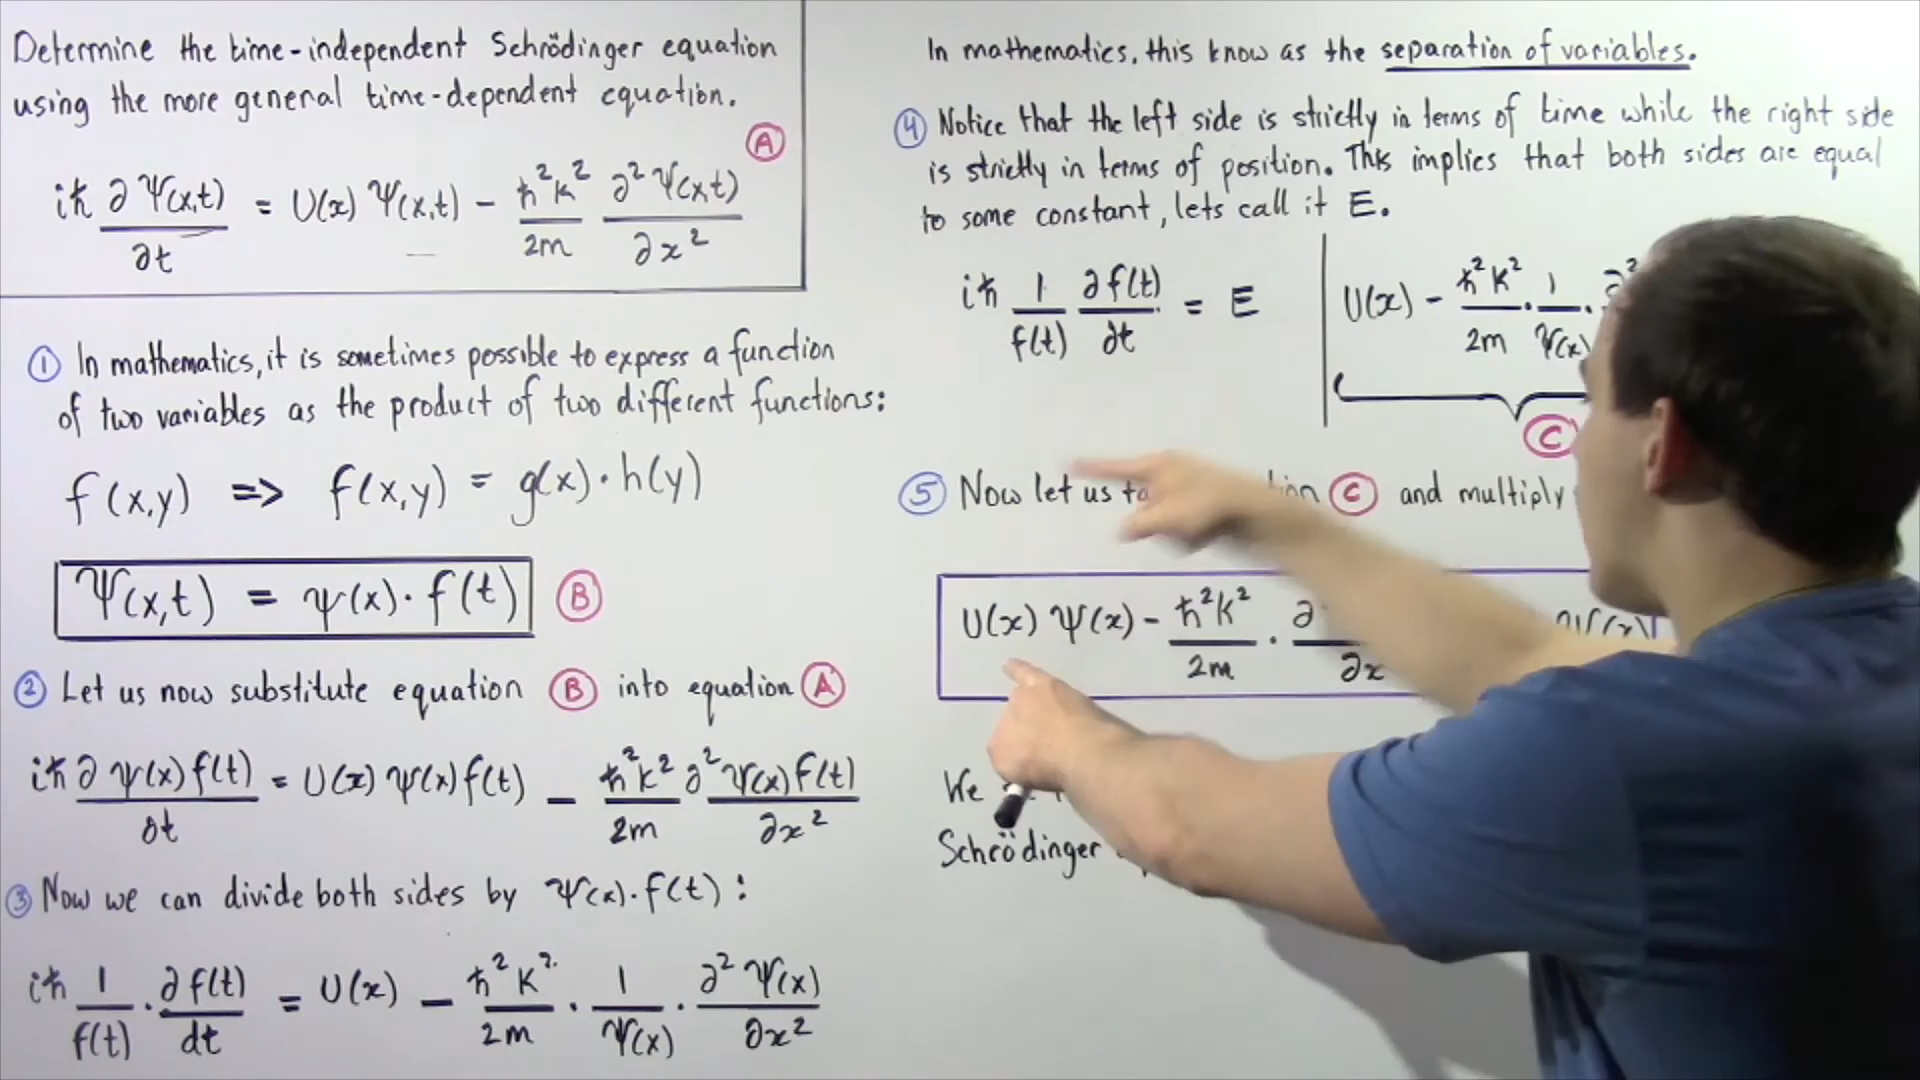 Determine the time-independent Schrödinger equation
using the more general time-dependent equation.
Ⓐ
iħ ∂Ψ(x,t)/∂t = U(x) Ψ(x,t) - ħ²k²/2m ∂²Ψ(x,t)/∂x²
① In mathematics, it is sometimes possible to express a function
of two variables as the product of two different functions:
f(x,y) => f(x,y) = g(x)·h(y)
Ψ(x,t) = ψ(x)·f(t) Ⓑ
② Let us now substitute equation Ⓑ into equation Ⓐ
iħ ∂ψ(x)f(t)/∂t = U(x) Ψ(x)f(t) - ħ²k²/2m ∂²Ψ(x)f(t)/∂x²
③ Now we can divide both sides by Ψ(x)·f(t):
iħ 1/f(t) · ∂f(t)/dt = U(x) - ħ²k²/2m · 1/Ψ(x) · ∂²Ψ(x)/∂x²
In mathematics, this know as the separation of variables.
④ Notice that the left side is strictly in terms of time while the right side
is strictly in terms of position. This implies that both sides are equal
to some constant, lets call it E.
iħ 1/f(t) ∂f(t)/∂t = E | U(x) - ħ²k²/2m · 1/Ψ(x) · ∂²
Ⓒ
⑤ Now let us Ⓒ and multiply
U(x) Ψ(x) - ħ²k²/2m · ∂/∂x Ψ(x)
We
Schrödinger